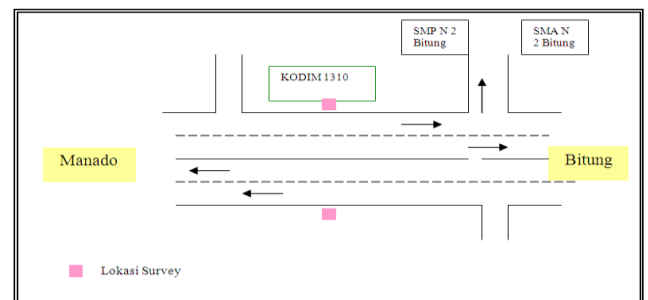 SMP N 2
Bitung
SMA N
2 Bitung
KODIM 1310
Manado
Bitung
Lokasi Survey